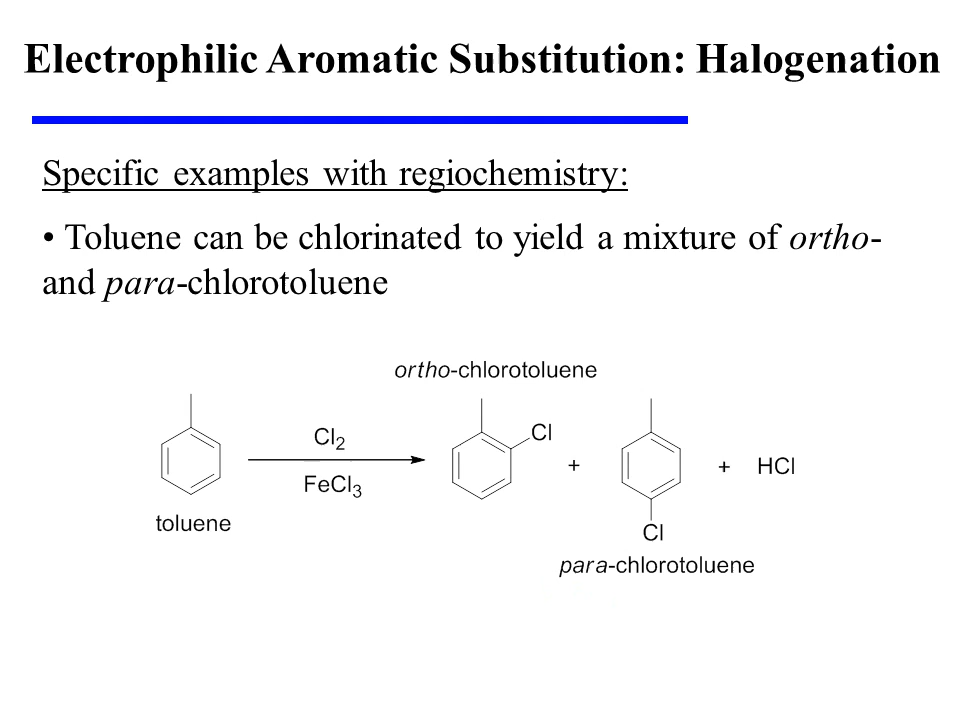 Electrophilic Aromatic Substitution: Halogenation
Specific examples with regiochemistry:
• Toluene can be chlorinated to yield a mixture of ortho-
and para-chlorotoluene
ortho-chlorotoluene
Cl₂
FeCl₃
Cl
+
+
HCl
toluene
Cl
para-chlorotoluene